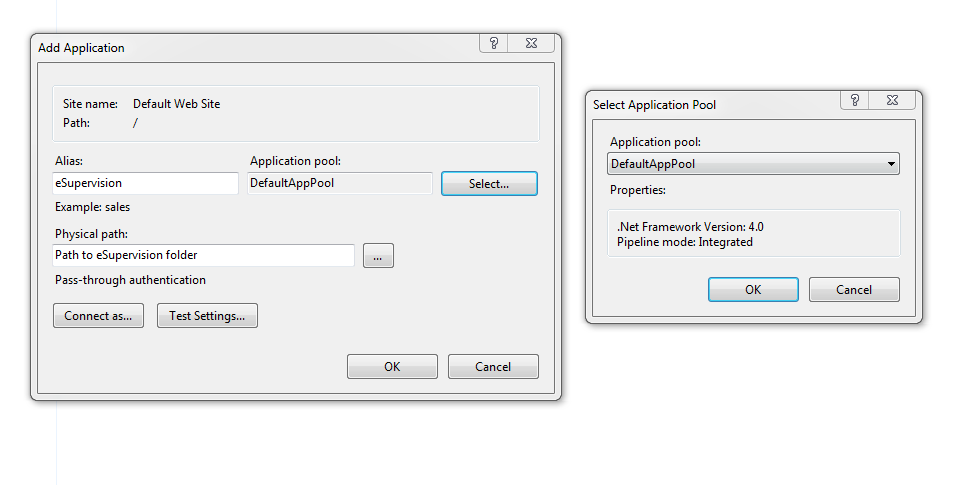 Add Application
Site name: Default Web Site
Path: /
Alias: Application pool:
eSupervision DefaultAppPool Select...
Example: sales
Physical path:
Path to eSupervision folder ...
Pass-through authentication
Connect as... Test Settings...
OK Cancel
Select Application Pool
Application pool:
DefaultAppPool
Properties:
.Net Framework Version: 4.0
Pipeline mode: Integrated
OK Cancel